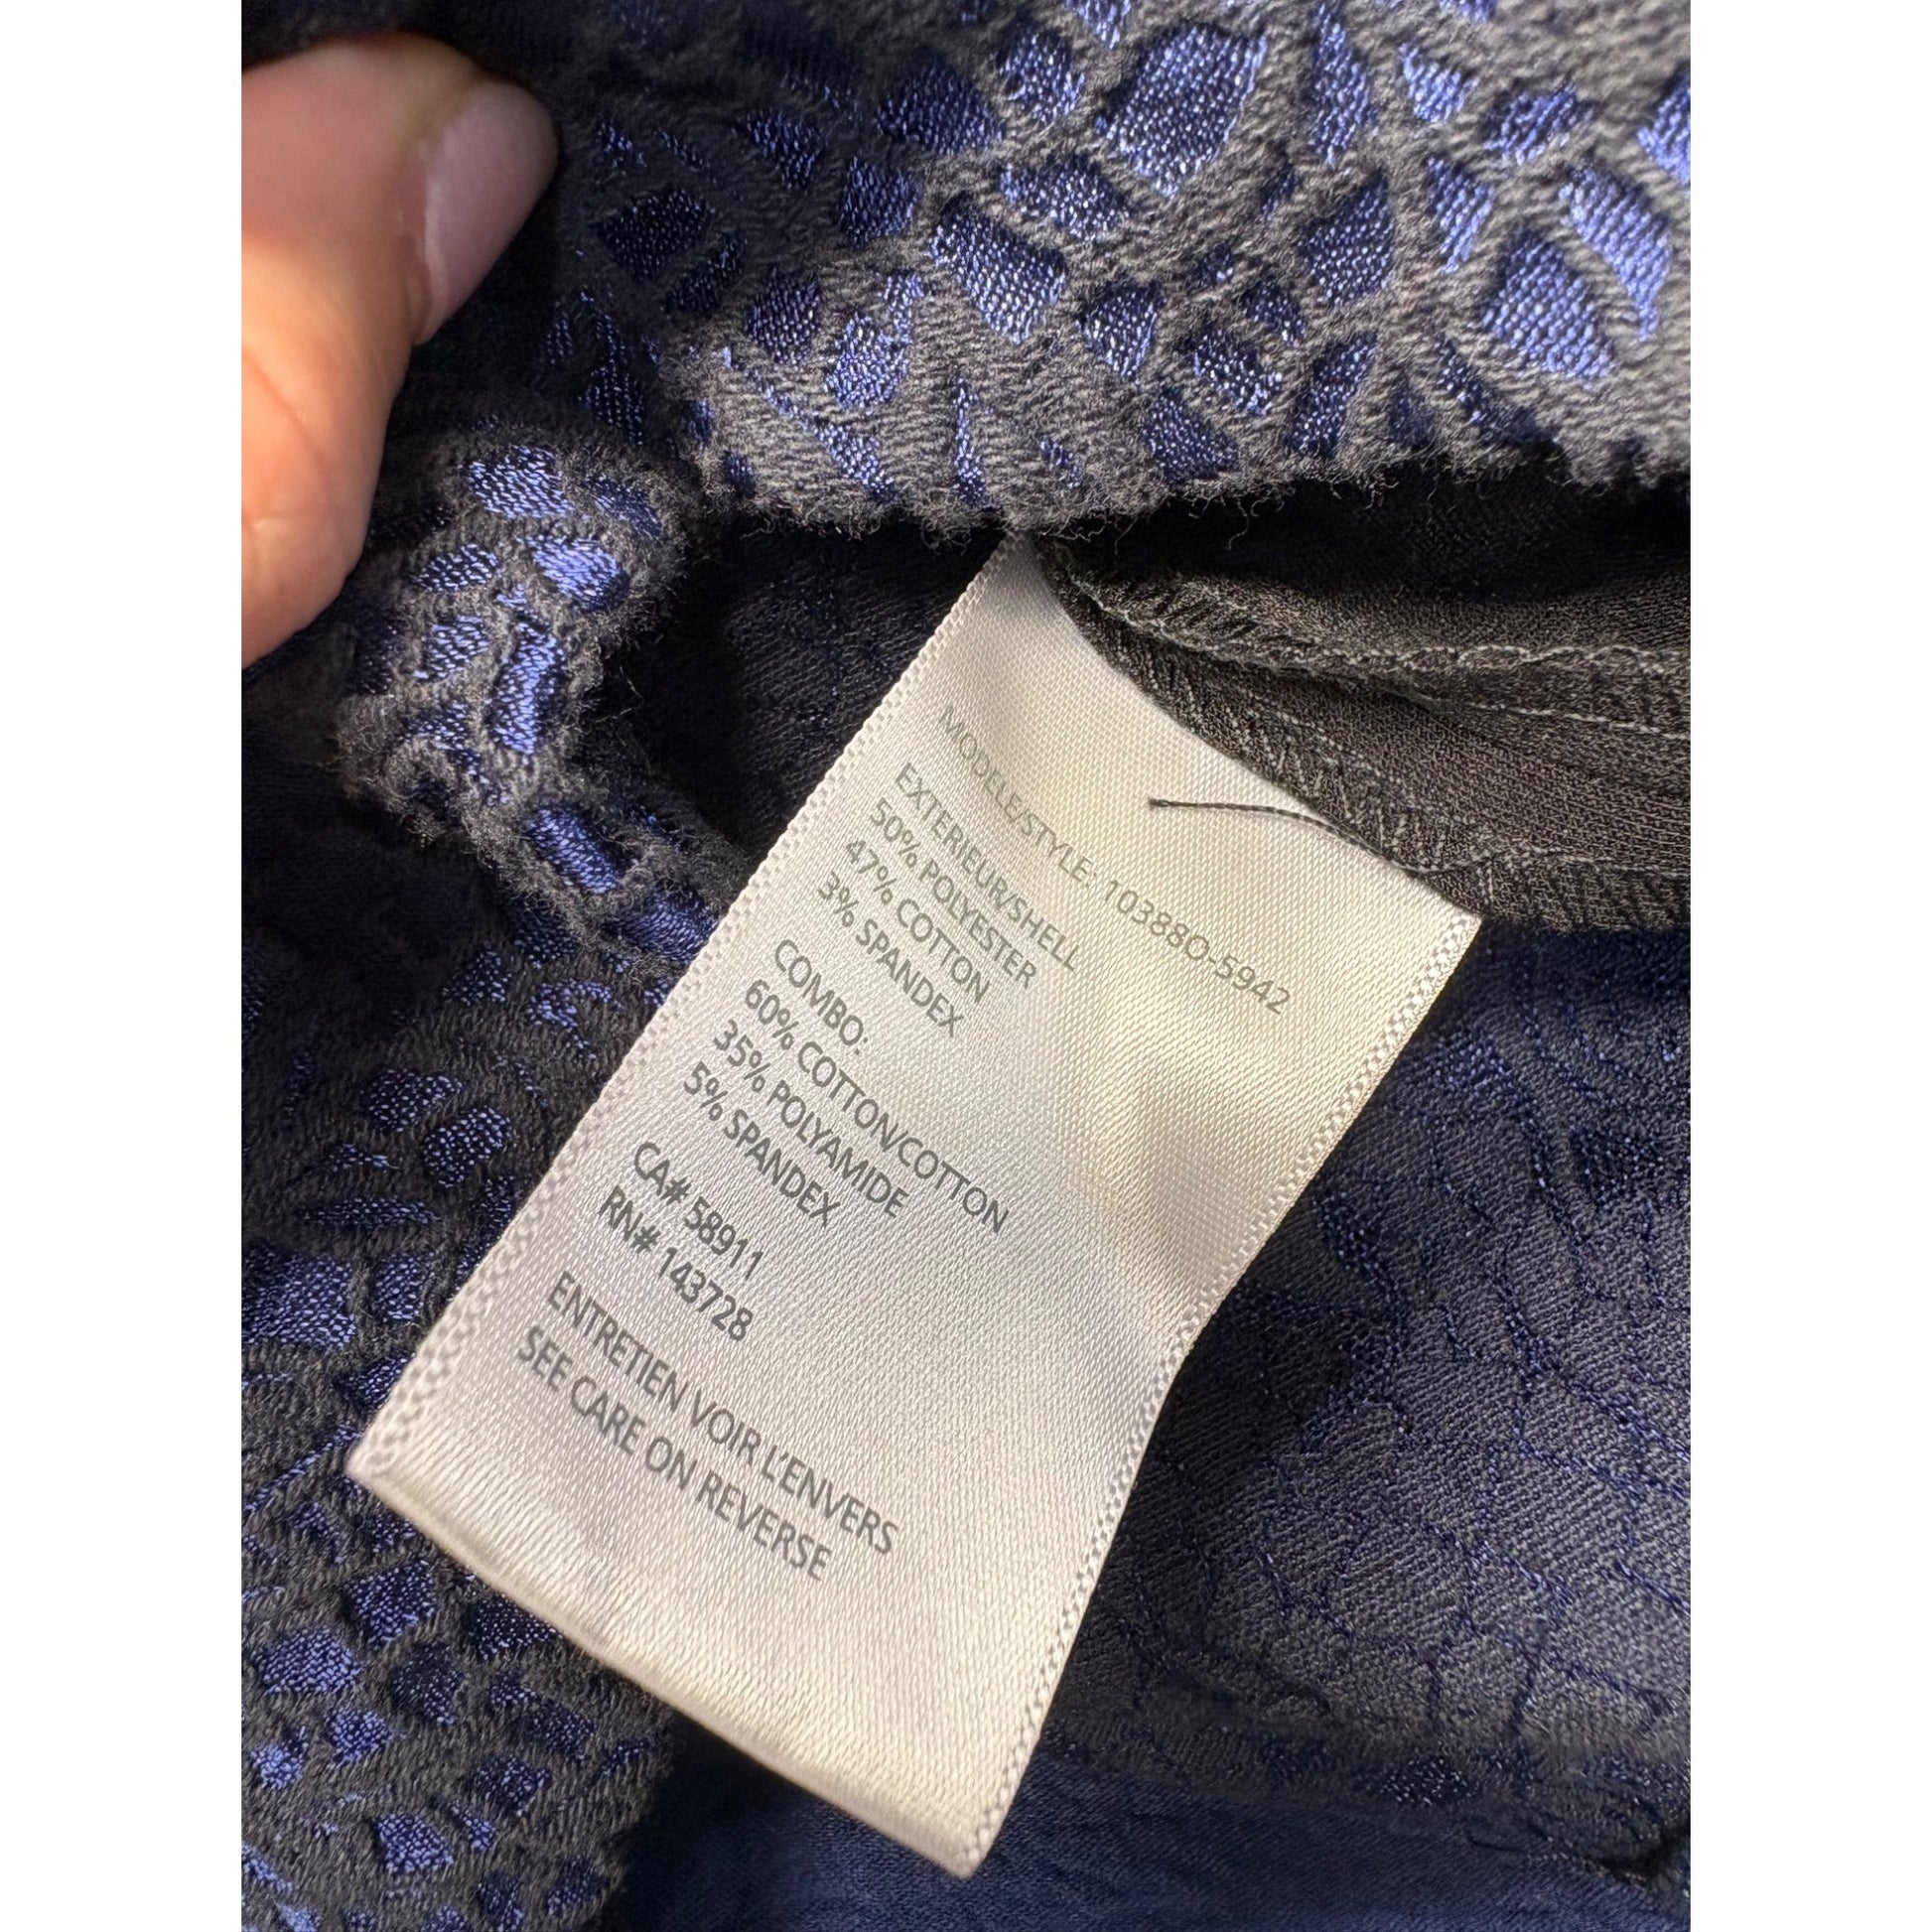 MODELE/STYLE: 10388O-5942
EXTERIEUR/SHELL
50% POLYESTER
47% COTTON
3% SPANDEX
COMBO:
60% COTTON/COTTON
35% POLYAMIDE
5% SPANDEX
CA# 58911
RN# 143728
ENTRETIEN VOIR L'ENVERS
SEE CARE ON REVERSE